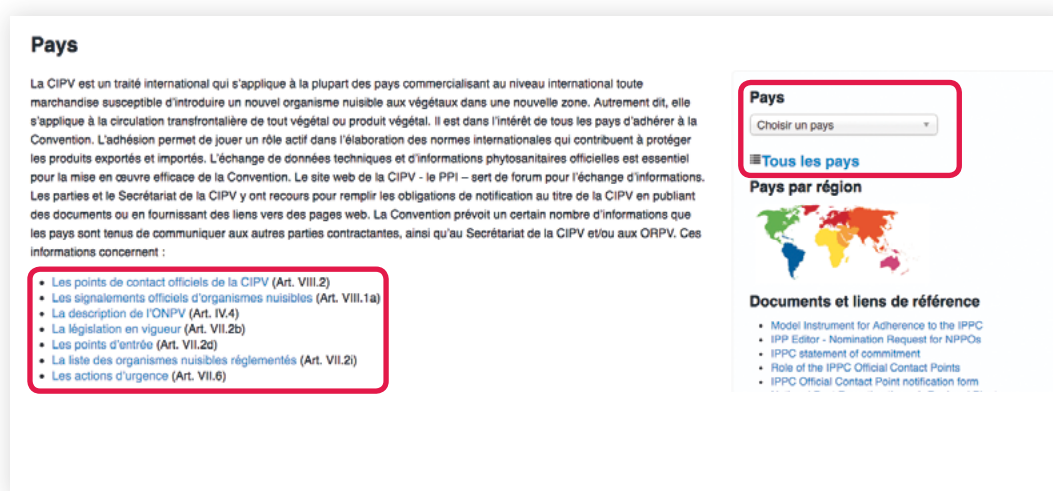 Pays
La CIPV est un traité international qui s'applique à la plupart des pays commercialisant au niveau international toute
marchandise susceptible d'introduire un nouvel organisme nuisible aux végétaux dans une nouvelle zone. Autrement dit, elle
s'applique à la circulation transfrontalière de tout végétal ou produit végétal. Il est dans l'intérêt de tous les pays d'adhérer à la
Convention. L'adhésion permet de jouer un rôle actif dans l'élaboration des normes internationales qui contribuent à protéger
les produits exportés et importés. L'échange de données techniques et d'informations phytosanitaires officielles est essentiel
pour la mise en œuvre efficace de la Convention. Le site web de la CIPV - le PPI – sert de forum pour l'échange d'informations.
Les parties et le Secrétariat de la CIPV y ont recours pour remplir les obligations de notification au titre de la CIPV en publiant
des documents ou en fournissant des liens vers des pages web. La Convention prévoit un certain nombre d'informations que
les pays sont tenus de communiquer aux autres parties contractantes, ainsi qu'au Secrétariat de la CIPV et/ou aux ORPV. Ces
informations concernent :
• Les points de contact officiels de la CIPV (Art. VIII.2)
• Les signalements officiels d'organismes nuisibles (Art. VIII.1a)
• La description de l'ONPV (Art. IV.4)
• La législation en vigueur (Art. VII.2b)
• Les points d'entrée (Art. VII.2d)
• La liste des organismes nuisibles réglementés (Art. VII.2i)
• Les actions d'urgence (Art. VII.6)
Pays
Choisir un pays
Tous les pays
Pays par région
Documents et liens de référence
• Model Instrument for Adherence to the IPPC
• IPP Editor - Nomination Request for NPPOs
• IPPC statement of commitment
• Role of the IPPC Official Contact Points
• IPPC Official Contact Point notification form